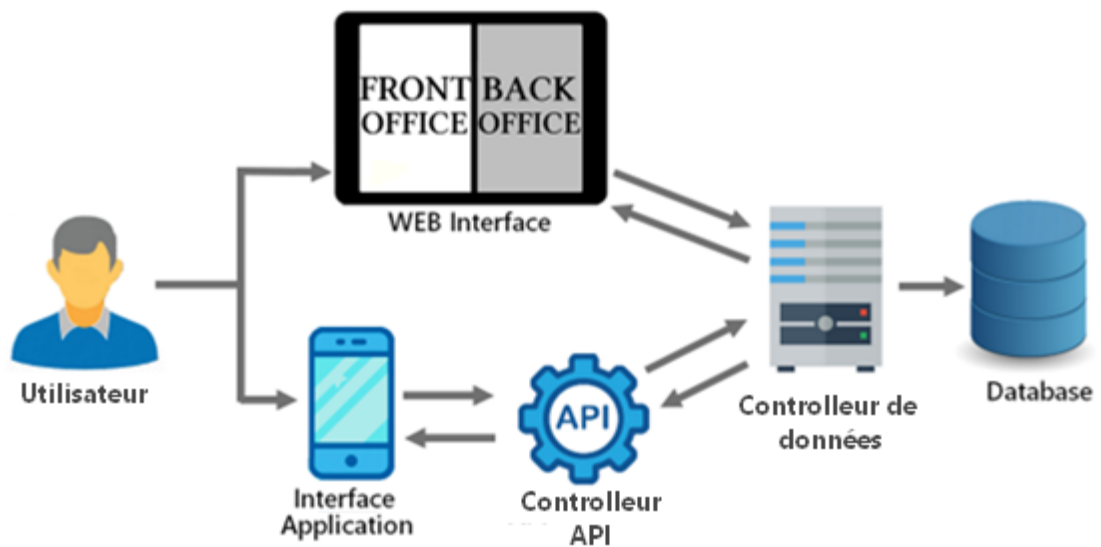 FRONT BACK
OFFICE OFFICE
WEB Interface
Utilisateur
Interface
Application
API
Controlleur
API
Controlleur de
données
Database